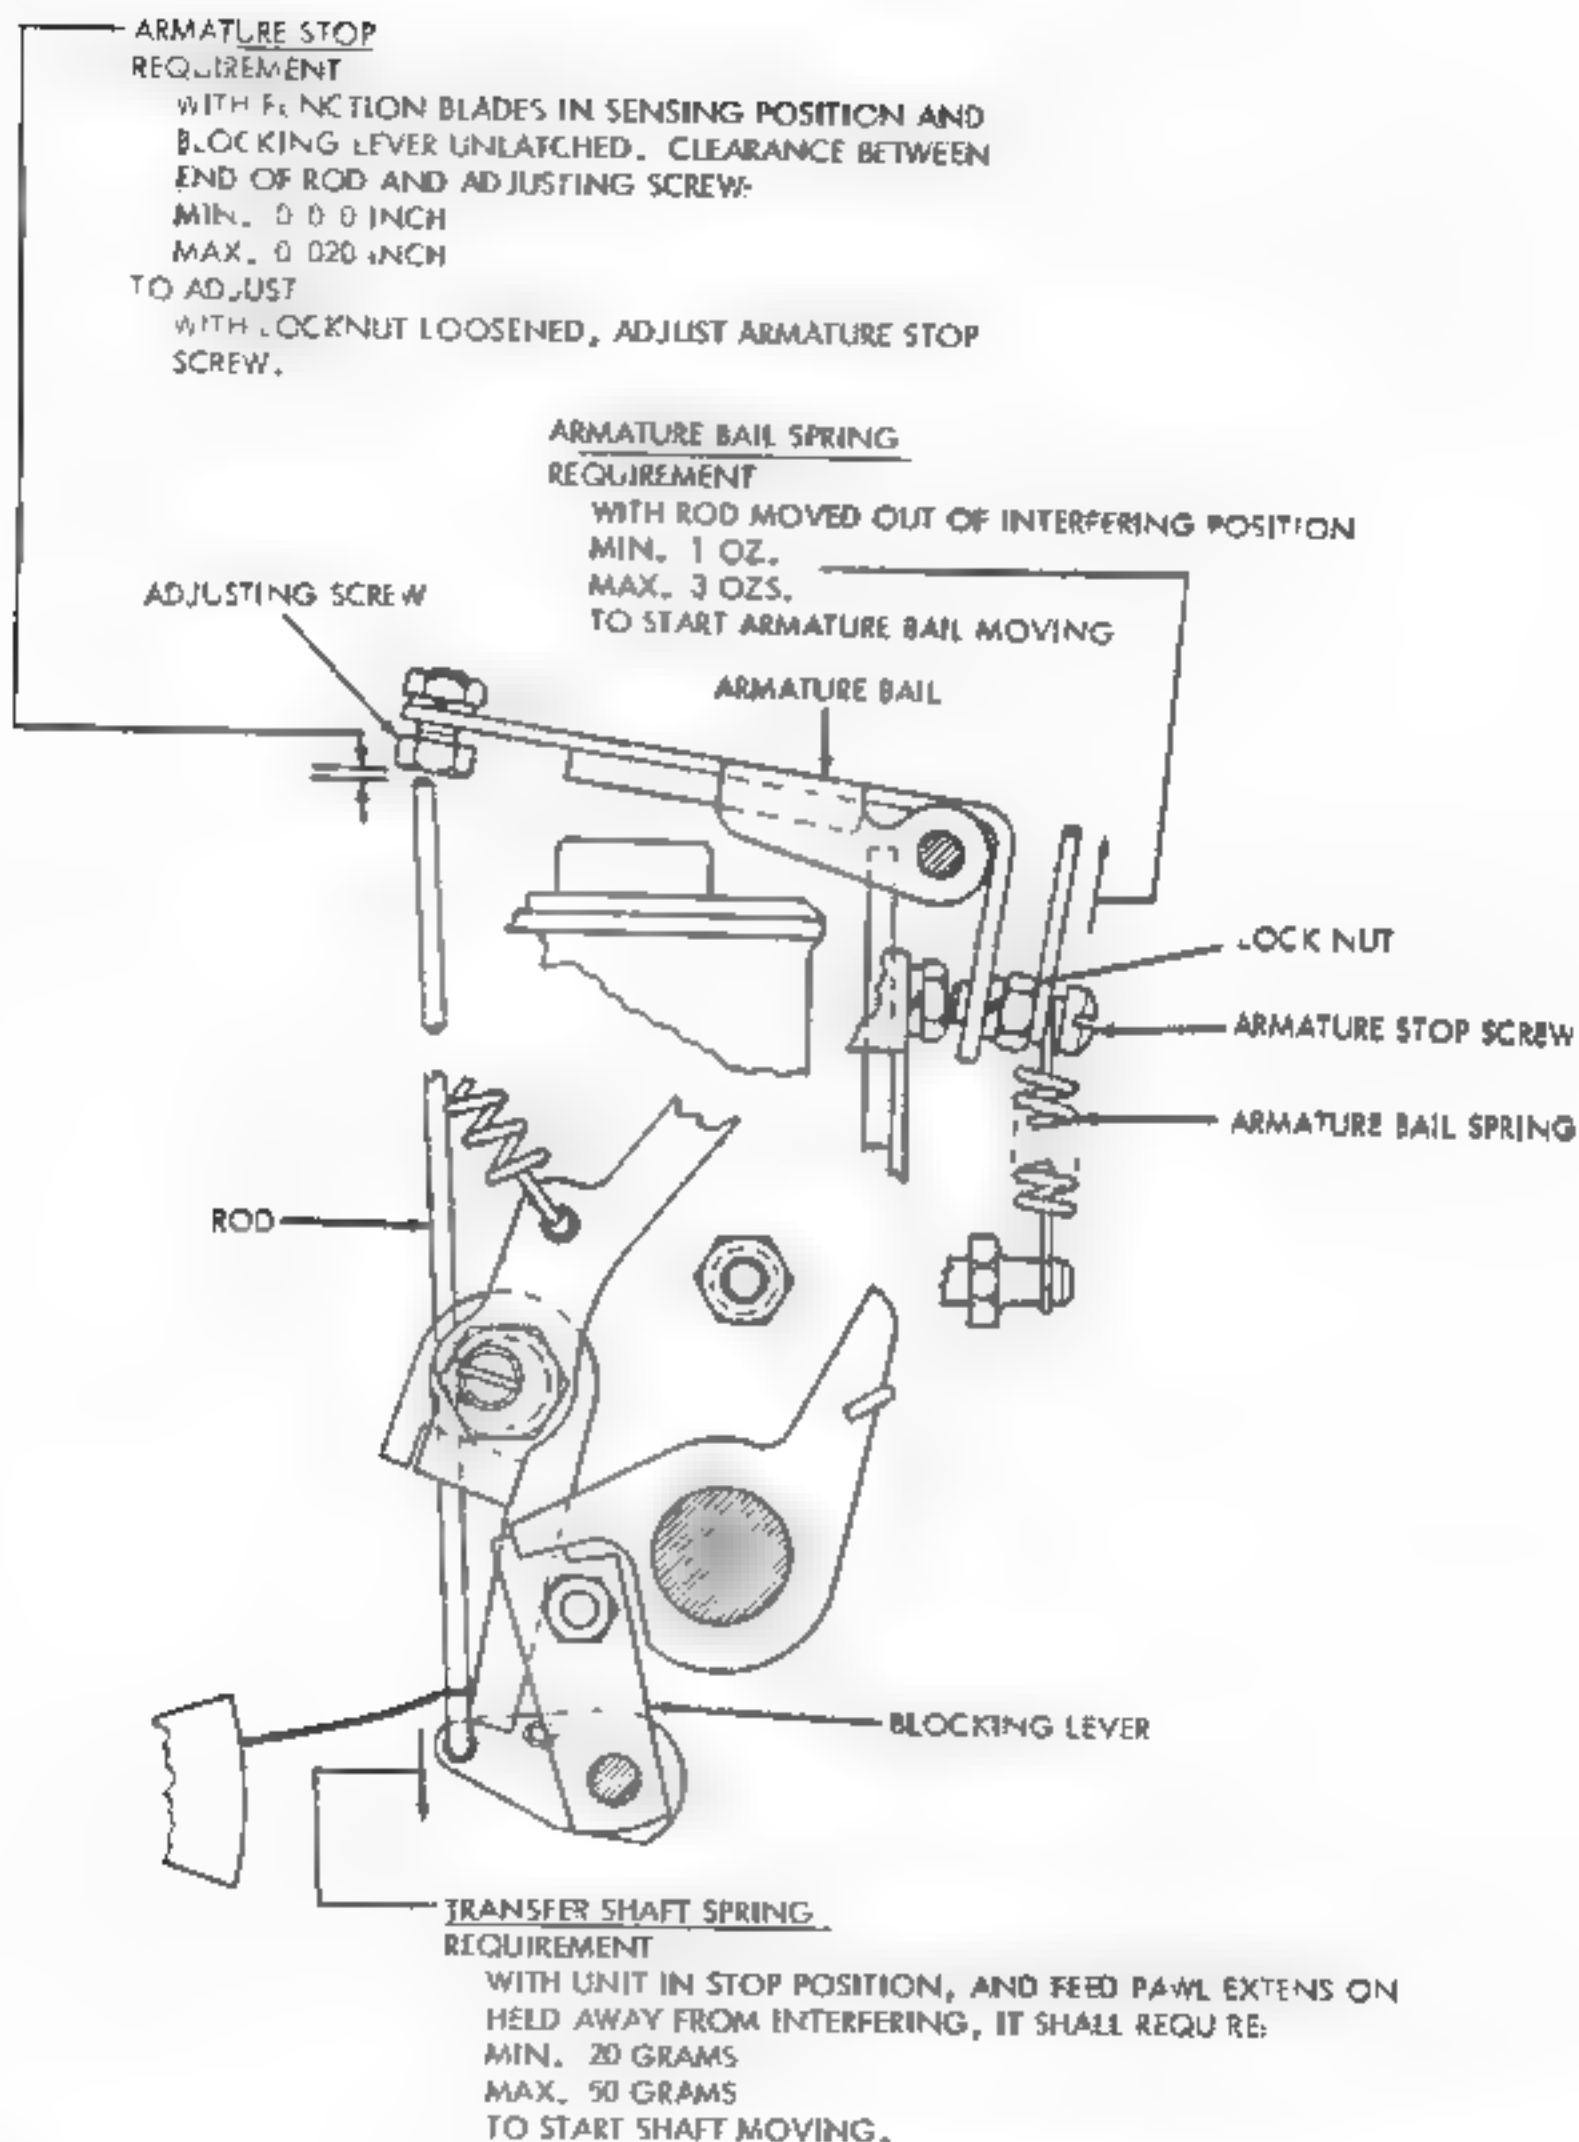 ARMATURE STOP
REQUIREMENT
WITH FUNCTION BLADES IN SENSING POSITION AND
BLOCKING LEVER UNLATCHED. CLEARANCE BETWEEN
END OF ROD AND ADJUSTING SCREW:
MIN. INCH
MAX. 0.020 INCH
TO ADJUST
WITH LOCKNUT LOOSENED, ADJUST ARMATURE STOP
SCREW.
ARMATURE BAIL SPRING
REQUIREMENT
WITH ROD MOVED OUT OF INTERFERING POSITION
MIN. 1 OZ.
MAX. 3 OZS.
TO START ARMATURE BAIL MOVING
ADJUSTING SCREW
ARMATURE BAIL
LOCK NUT
ARMATURE STOP SCREW
ARMATURE BAIL SPRING
ROD
BLOCKING LEVER
TRANSFER SHAFT SPRING
REQUIREMENT
WITH UNIT IN STOP POSITION, AND FEED PAWL EXTENSION
HELD AWAY FROM INTERFERING, IT SHALL REQUIRE:
MIN. 20 GRAMS
MAX. 50 GRAMS
TO START SHAFT MOVING.